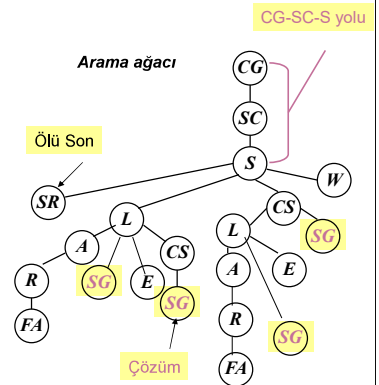 CG-SC-S yolu
Arama ağacı
CG
SC
Ölü Son
S
W
SR
CS
L
L
SG
A
CS
R
SG
E
A
E
SG
FA
R
SG
Çözüm
FA